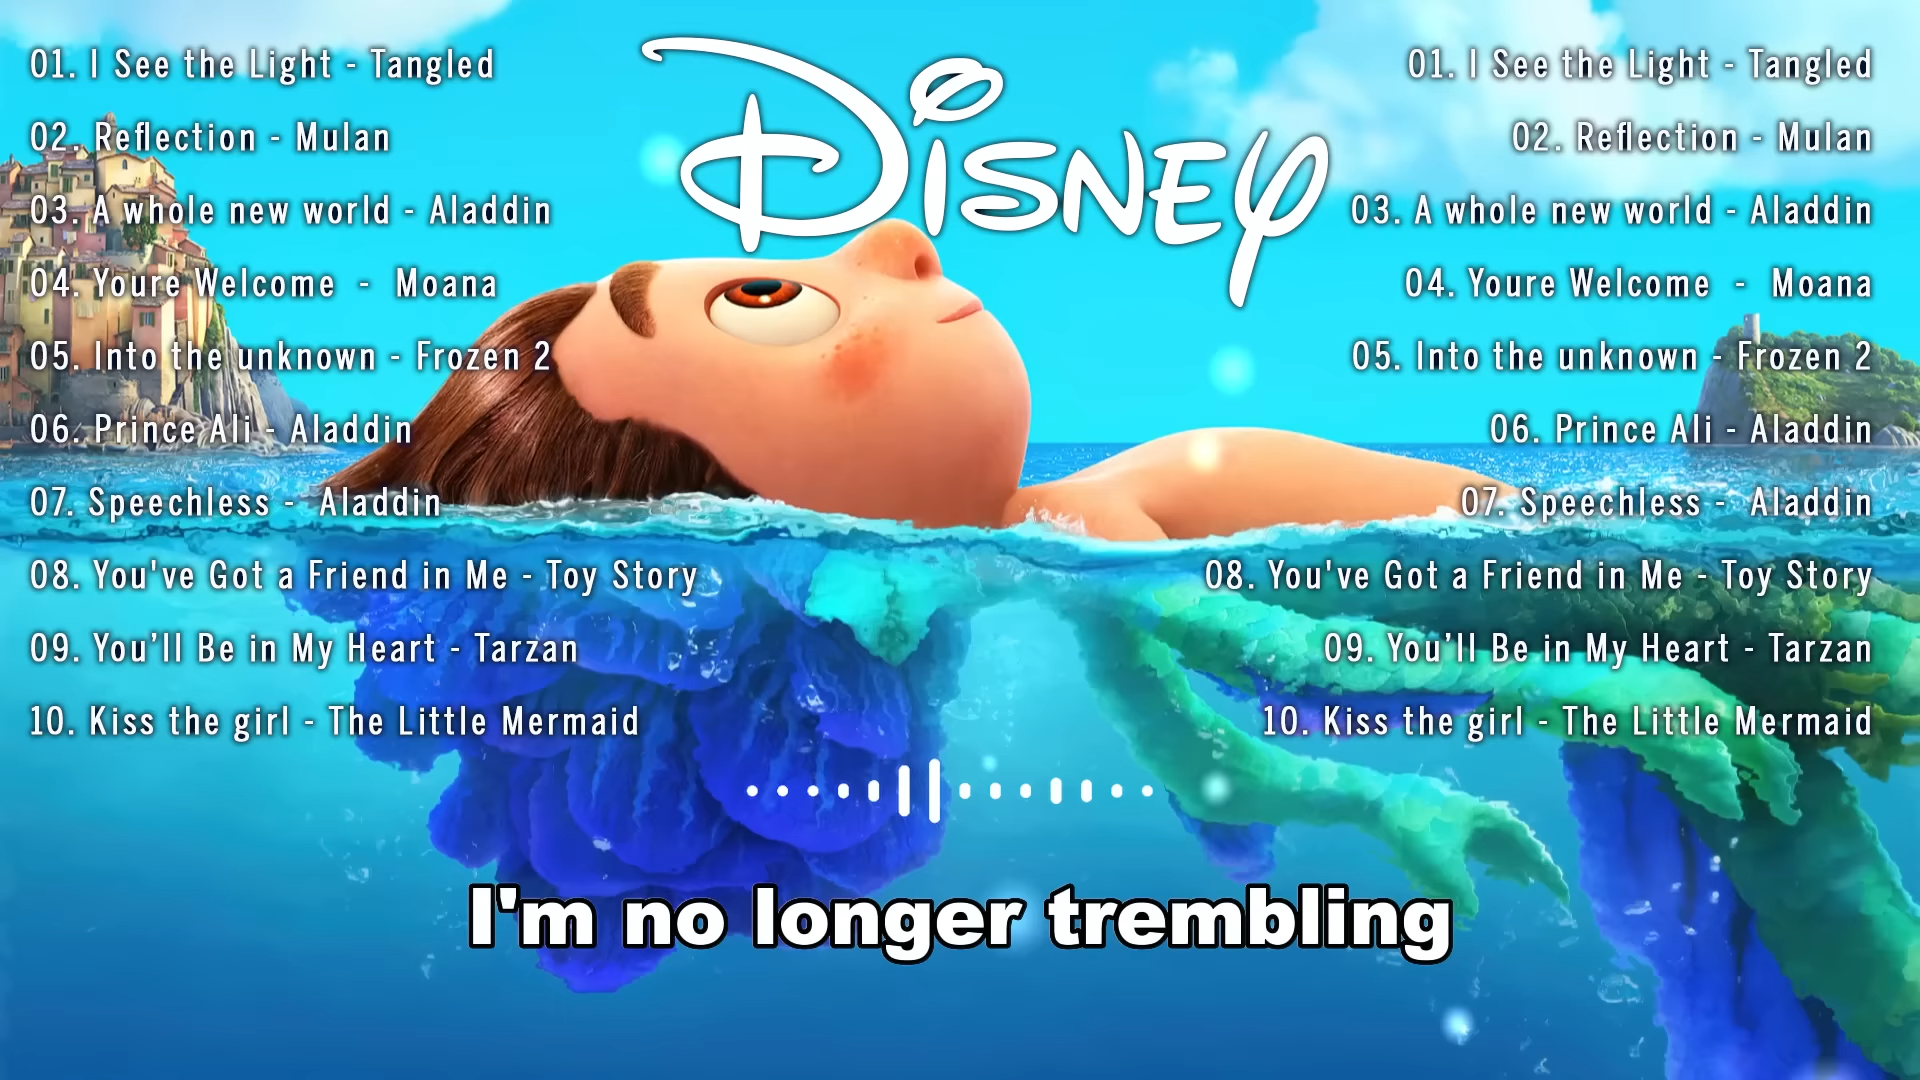 01. I See the Light - Tangled
02. Reflection - Mulan
03. A whole new world - Aladdin
04. Youre Welcome - Moana
05. Into the unknown - Frozen 2
06. Prince Ali - Aladdin
07. Speechless - Aladdin
08. You've Got a Friend in Me - Toy Story
09. You’ll Be in My Heart - Tarzan
10. Kiss the girl - The Little Mermaid
Disney
01. I See the Light - Tangled
02. Reflection - Mulan
03. A whole new world - Aladdin
04. Youre Welcome - Moana
05. Into the unknown - Frozen 2
06. Prince Ali - Aladdin
07. Speechless - Aladdin
08. You've Got a Friend in Me - Toy Story
09. You’ll Be in My Heart - Tarzan
10. Kiss the girl - The Little Mermaid
I'm no longer trembling